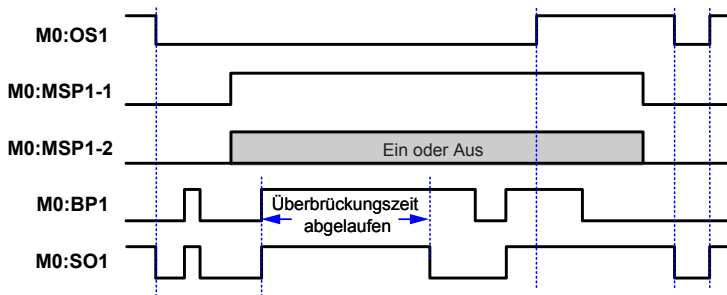 M0:OS1
M0:MSP1-1
M0:MSP1-2
Ein oder Aus
M0:BP1
Überbrückungszeit
abgelaufen
M0:SO1